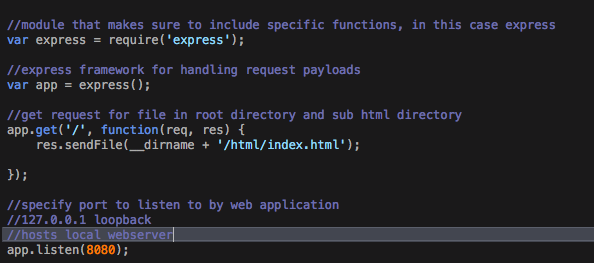 //module that makes sure to include specific functions, in this case express
var express = require('express');
//express framework for handling request payloads
var app = express();
//get request for file in root directory and sub html directory
app.get('/', function(req, res) {
    res.sendFile(__dirname + '/html/index.html');
});
//specify port to listen to by web application
//127.0.0.1 loopback
//hosts local webserver
app.listen(8080);